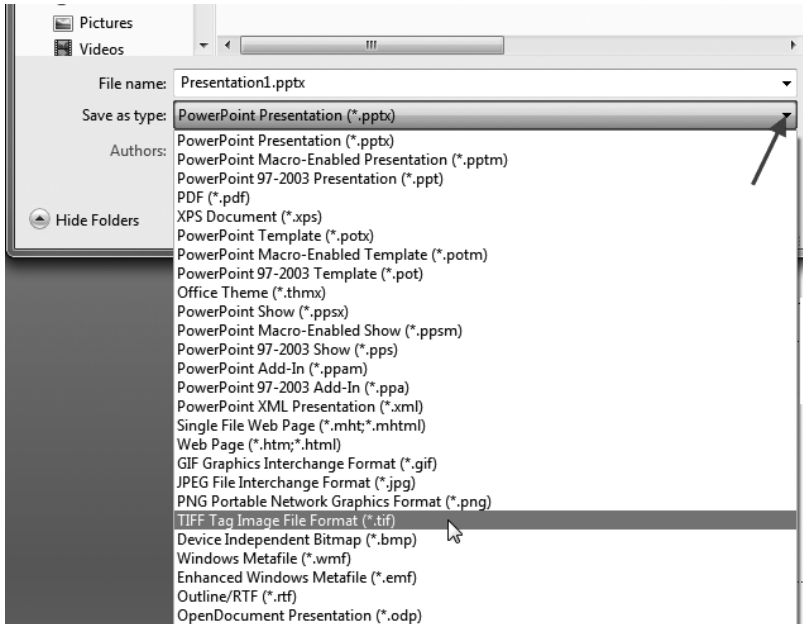 Pictures
Videos
File name: Presentation1.pptx
Save as type: PowerPoint Presentation (*.pptx)
Authors:
PowerPoint Presentation (*.pptx)
PowerPoint Macro-Enabled Presentation (*.pptm)
PowerPoint 97-2003 Presentation (*.ppt)
PDF (*.pdf)
XPS Document (*.xps)
Hide Folders
PowerPoint Template (*.potx)
PowerPoint Macro-Enabled Template (*.potm)
PowerPoint 97-2003 Template (*.pot)
Office Theme (*.thmx)
PowerPoint Show (*.ppsx)
PowerPoint Macro-Enabled Show (*.ppsm)
PowerPoint 97-2003 Show (*.pps)
PowerPoint Add-In (*.ppam)
PowerPoint 97-2003 Add-In (*.ppa)
PowerPoint XML Presentation (*.xml)
Single File Web Page (*.mht;*.mhtml)
Web Page (*.htm;*.html)
GIF Graphics Interchange Format (*.gif)
JPEG File Interchange Format (*.jpg)
PNG Portable Network Graphics Format (*.png)
TIFF Tag Image File Format (*.tif)
Device Independent Bitmap (*.bmp)
Windows Metafile (*.wmf)
Enhanced Windows Metafile (*.emf)
Outline/RTF (*.rtf)
OpenDocument Presentation (*.odp)